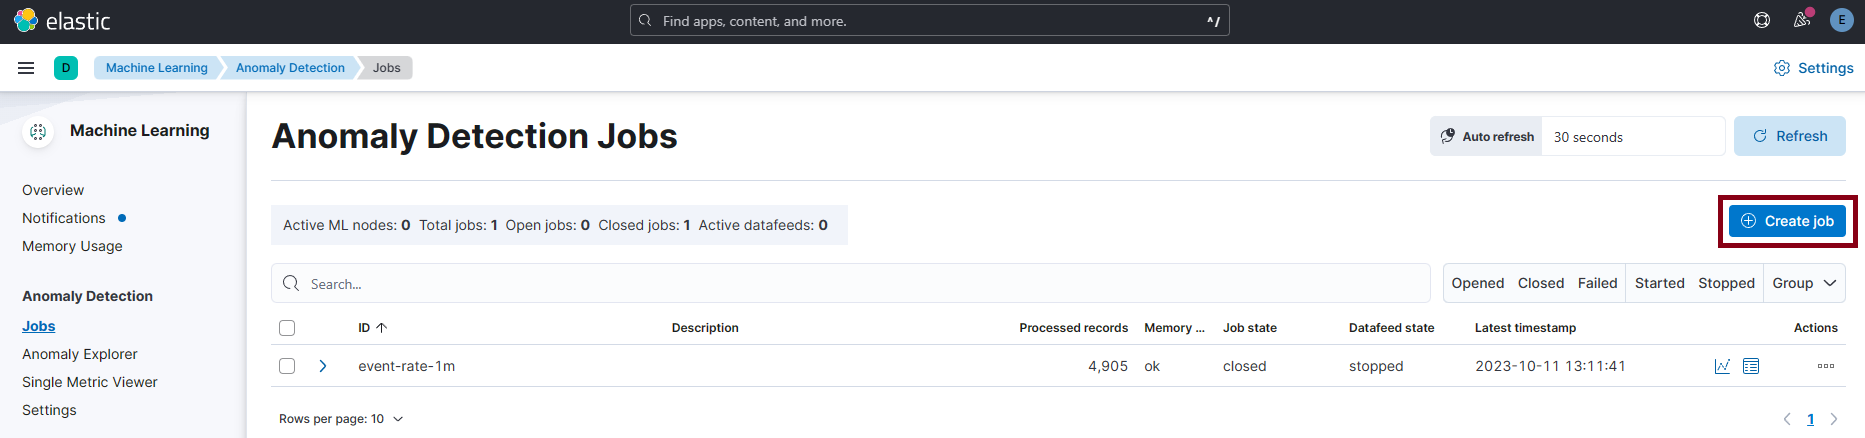 elastic
Find apps, content, and more.
^/
E
D
Machine Learning
Anomaly Detection
Jobs
Settings
Machine Learning
Overview
Notifications
Memory Usage
Anomaly Detection
Jobs
Anomaly Explorer
Single Metric Viewer
Settings
Anomaly Detection Jobs
Auto refresh
30 seconds
Refresh
Active ML nodes: 0 Total jobs: 1 Open jobs: 0 Closed jobs: 1 Active datafeeds: 0
Create job
Search...
Opened Closed Failed Started Stopped Group
ID Description Processed records Memory ... Job state Datafeed state Latest timestamp Actions
event-rate-1m 4,905 ok closed stopped 2023-10-11 13:11:41
Rows per page: 10
1